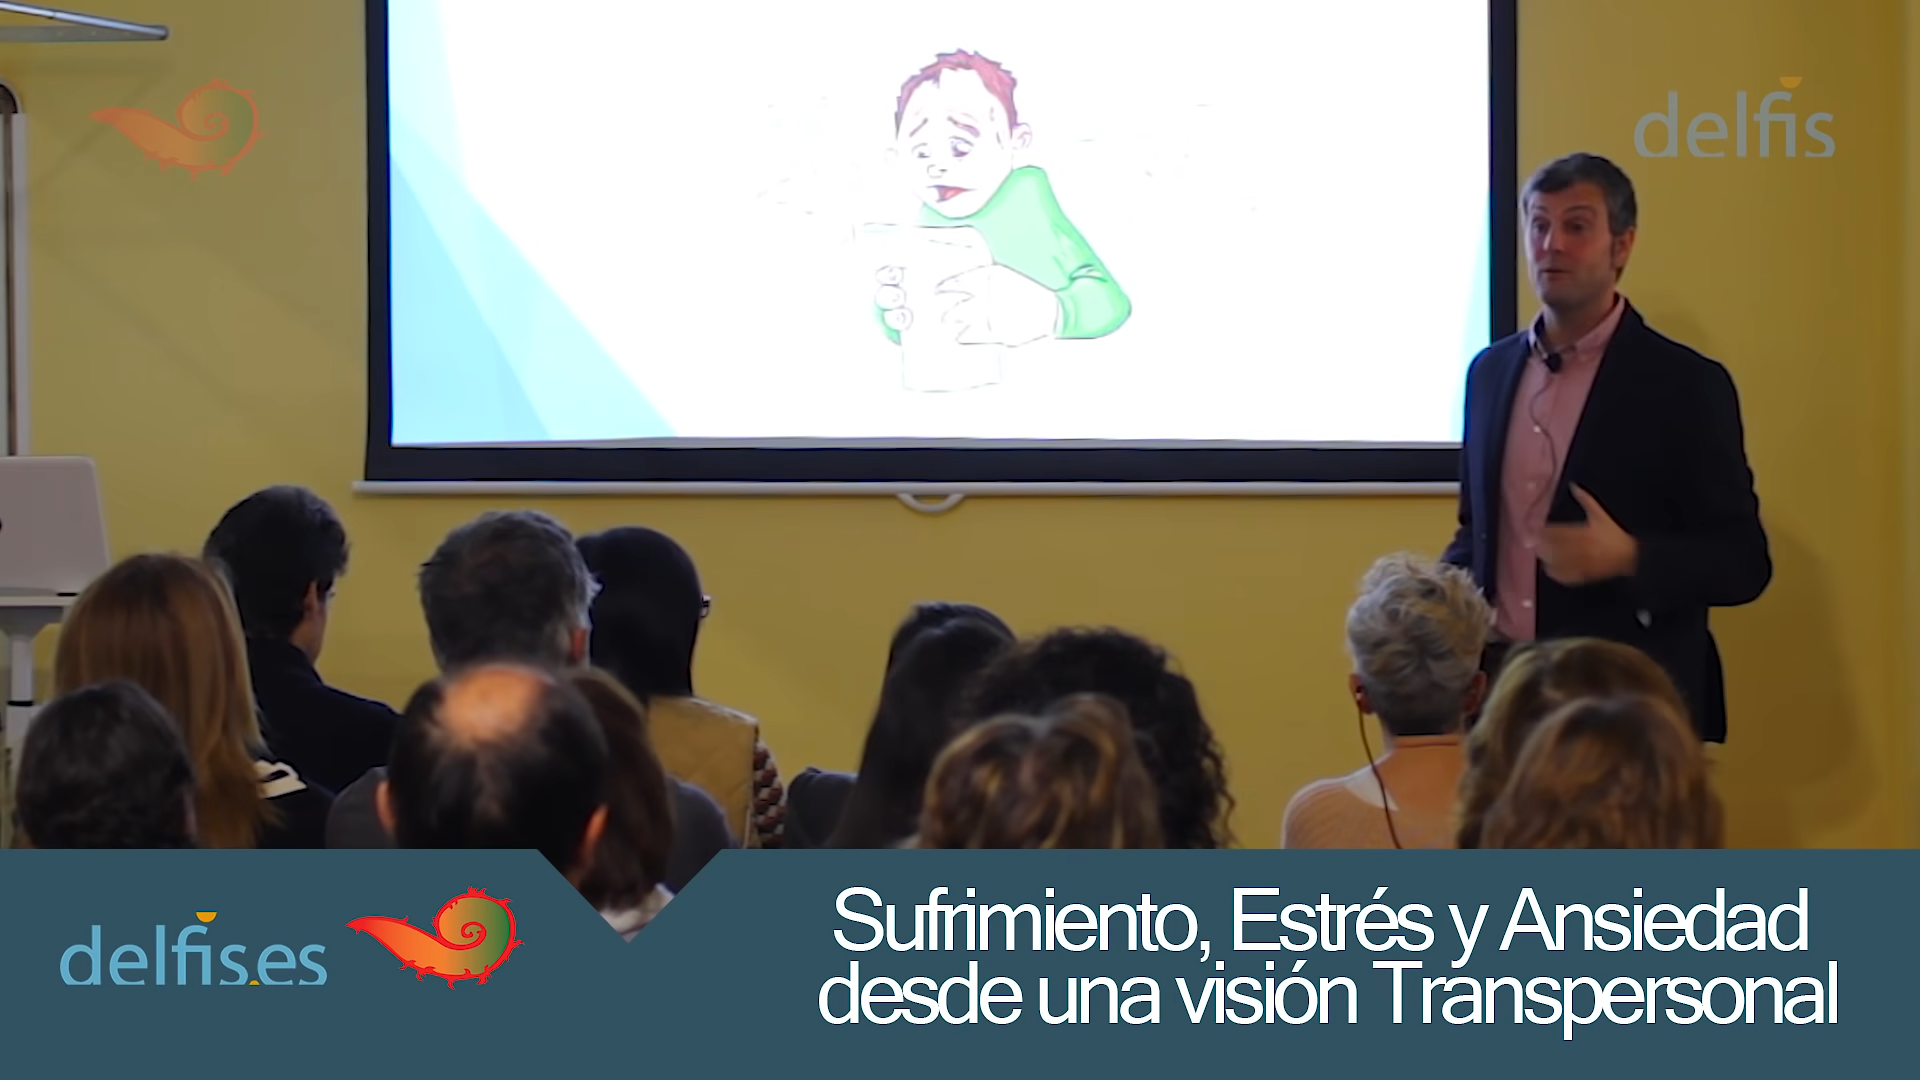 delfis
delfis.es
Sufrimiento, Estrés y Ansiedad
desde una visión Transpersonal